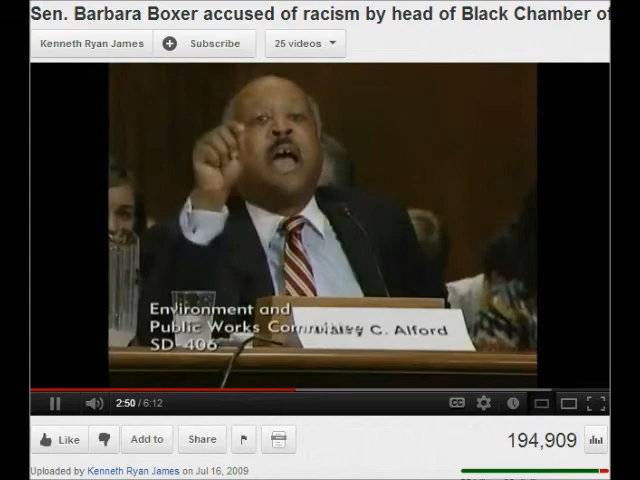 Sen. Barbara Boxer accused of racism by head of Black Chamber of
Kenneth Ryan James
Subscribe
25 videos
Environment and
Public Works
SD-406
C. Alford
2:50 / 6:12
CC
Like
Add to
Share
194,909
Uploaded by Kenneth Ryan James on Jul 16, 2009